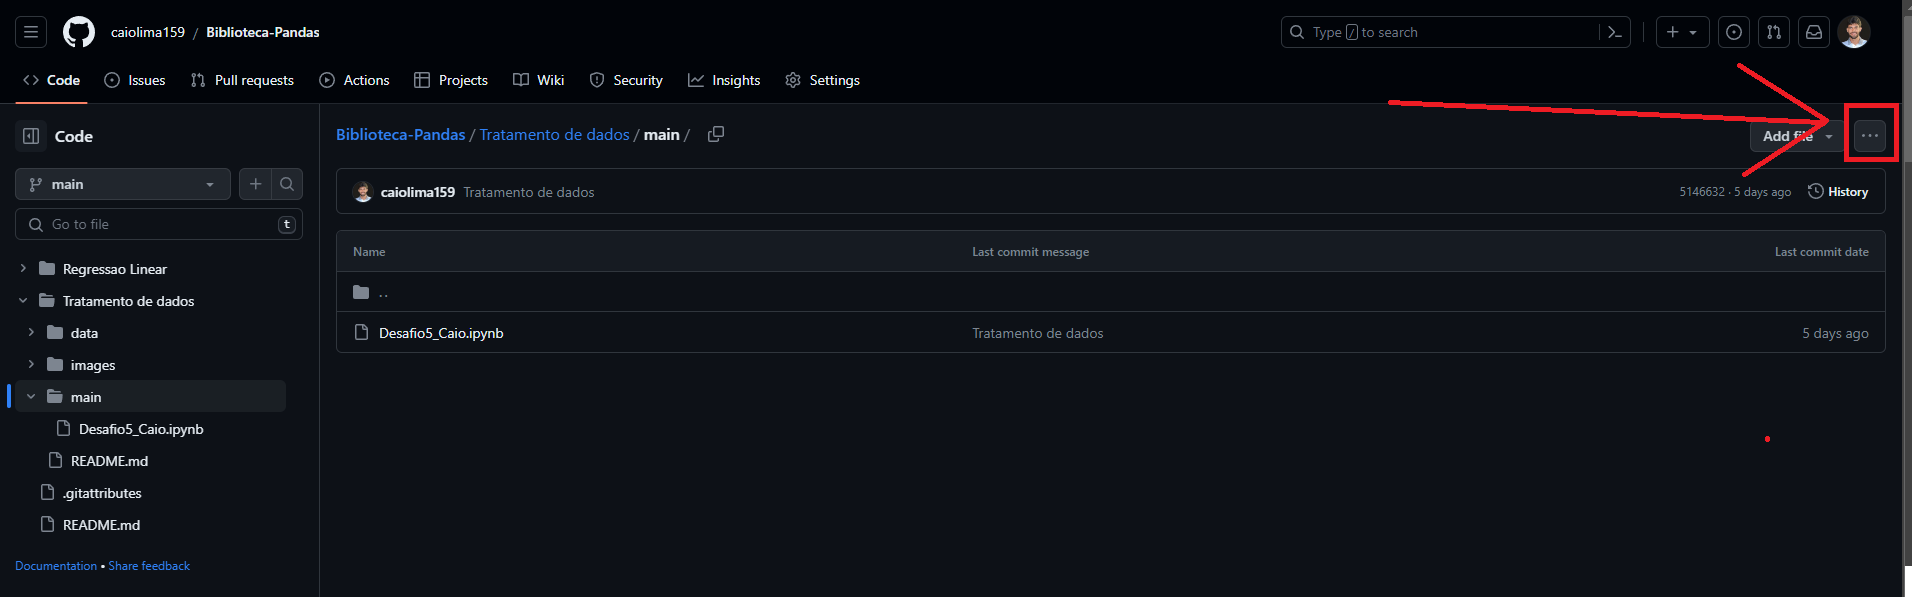 caiolima159 / Biblioteca-Pandas
Type / to search
Code Issues Pull requests Actions Projects Wiki Security Insights Settings
Code
main
Go to file
t
Regressao Linear
Tratamento de dados
data
images
main
Desafio5_Caio.ipynb
README.md
.gitattributes
README.md
Documentation • Share feedback
Biblioteca-Pandas / Tratamento de dados / main /
Add file
caiolima159 Tratamento de dados
5146632 · 5 days ago
History
Name Last commit message Last commit date
..
Desafio5_Caio.ipynb Tratamento de dados 5 days ago